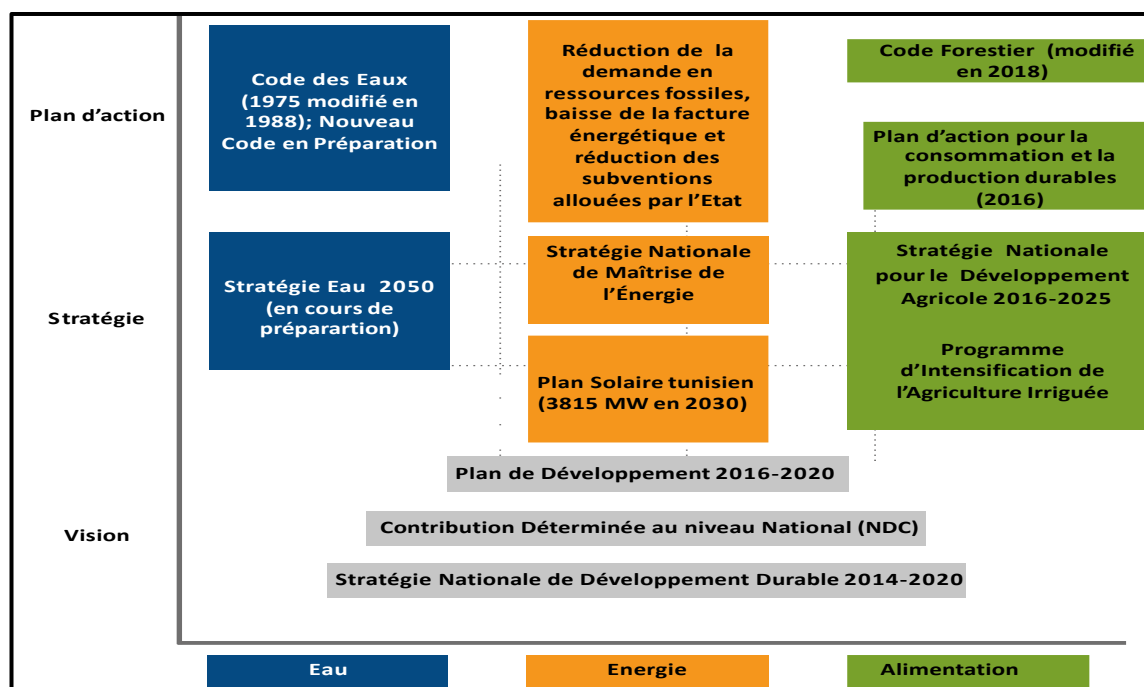 Plan d'action
Code des Eaux
(1975 modifié en
1988); Nouveau
Code en Préparation
Réduction de la
demande en
ressources fossiles,
baisse de la facture
énergétique et
réduction des
subventions
allouées par l'Etat
Code Forestier (modifié
en 2018)
Plan d'action pour la
consommation et la
production durables
(2016)
Stratégie
Stratégie Eau 2050
(en cours de
préparartion)
Stratégie Nationale
de Maîtrise de
l'Énergie
Plan Solaire tunisien
(3815 MW en 2030)
Stratégie Nationale
pour le Développement
Agricole 2016-2025
Programme
d'Intensification de
l'Agriculture Irriguée
Vision
Plan de Développement 2016-2020
Contribution Déterminée au niveau National (NDC)
Stratégie Nationale de Développement Durable 2014-2020
Eau
Energie
Alimentation